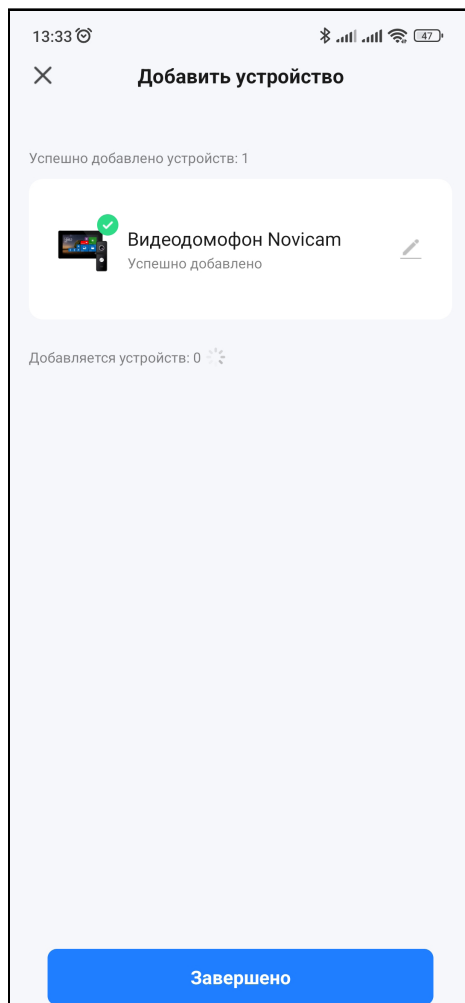 13:33
47
Добавить устройство
Успешно добавлено устройств: 1
Видеодомофон Novicam
Успешно добавлено
Добавляется устройств: 0
Завершено